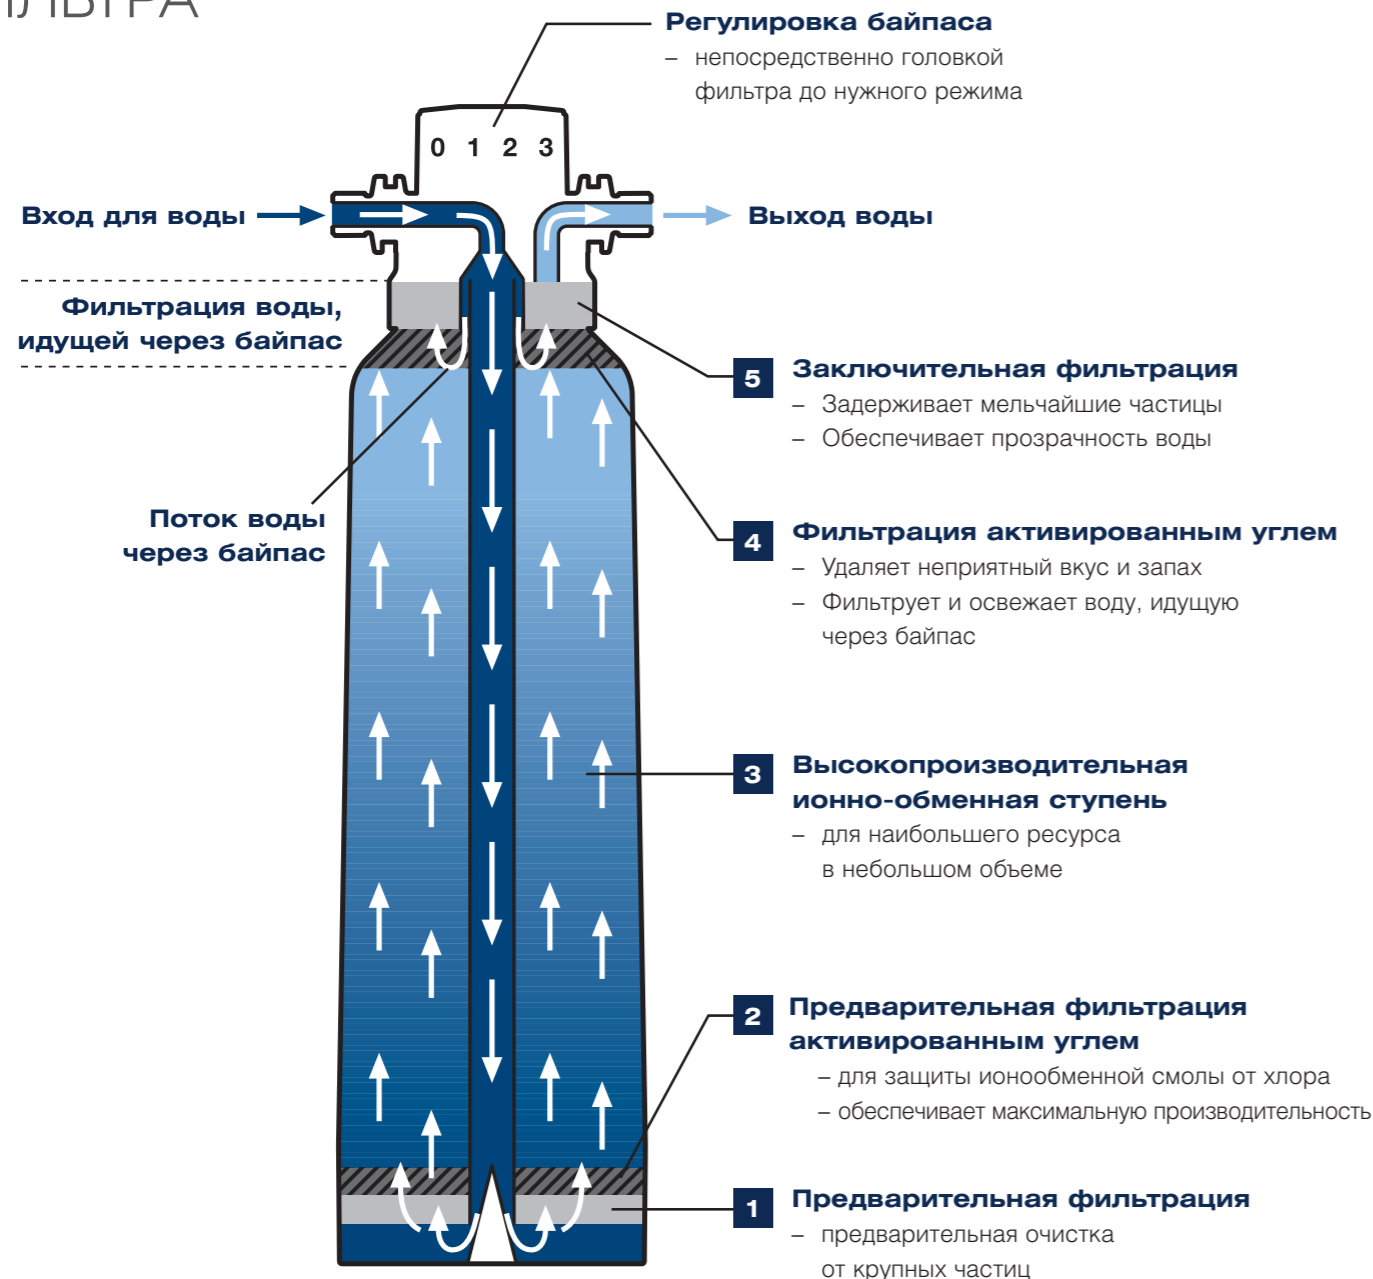 ИЛЬТРА
Регулировка байпаса
– непосредственно головкой
фильтра до нужного режима
0 1 2 3
Вход для воды
Выход воды
Фильтрация воды,
идущей через байпас
5 Заключительная фильтрация
– Задерживает мельчайшие частицы
– Обеспечивает прозрачность воды
Поток воды
через байпас
4 Фильтрация активированным углем
– Удаляет неприятный вкус и запах
– Фильтрует и освежает воду, идущую
через байпас
3 Высокопроизводительная
ионно-обменная ступень
– для наибольшего ресурса
в небольшом объеме
2 Предварительная фильтрация
активированным углем
– для защиты ионообменной смолы от хлора
– обеспечивает максимальную производительность
1 Предварительная фильтрация
– предварительная очистка
от крупных частиц